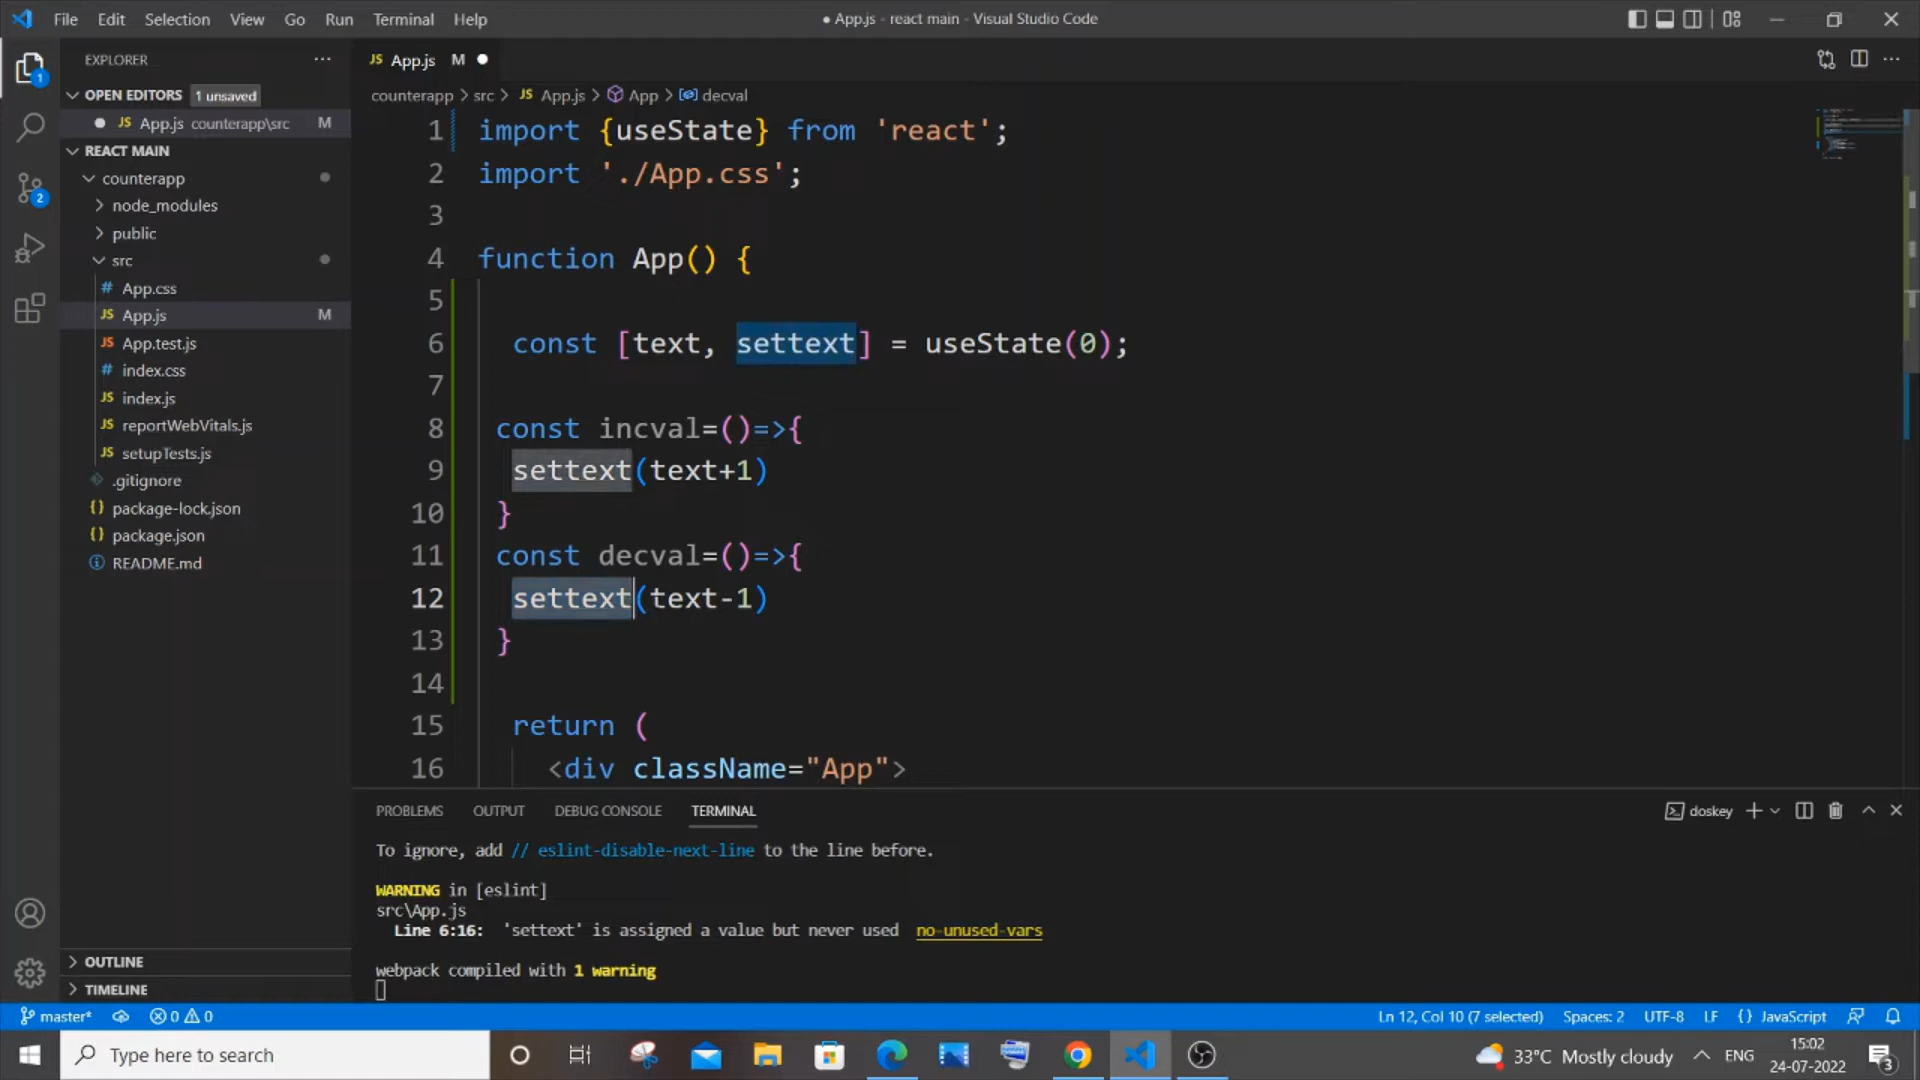 File Edit Selection View Go Run Terminal Help
● App.js - react main - Visual Studio Code
EXPLORER
OPEN EDITORS 1 unsaved
JS App.js counterapp\src M
REACT MAIN
counterapp
node_modules
public
src
# App.css
JS App.js M
JS App.test.js
# index.css
JS index.js
JS reportWebVitals.js
JS setupTests.js
.gitignore
{} package-lock.json
{} package.json
README.md
OUTLINE
TIMELINE
1
2
JS App.js M
counterapp > src > JS App.js > App > decval
1 import {useState} from 'react';
2 import './App.css';
3
4 function App() {
5
6 const [text, settext] = useState(0);
7
8 const incval=()=>{
9 settext(text+1)
10 }
11 const decval=()=>{
12 settext(text-1)
13 }
14
15 return (
16 <div className="App">
PROBLEMS OUTPUT DEBUG CONSOLE TERMINAL
doskey
To ignore, add // eslint-disable-next-line to the line before.
WARNING in [eslint]
src\App.js
Line 6:16: 'settext' is assigned a value but never used no-unused-vars
webpack compiled with 1 warning
master* 0 0
Ln 12, Col 10 (7 selected) Spaces: 2 UTF-8 LF {} JavaScript
Type here to search
33°C Mostly cloudy ENG
15:02
24-07-2022
3